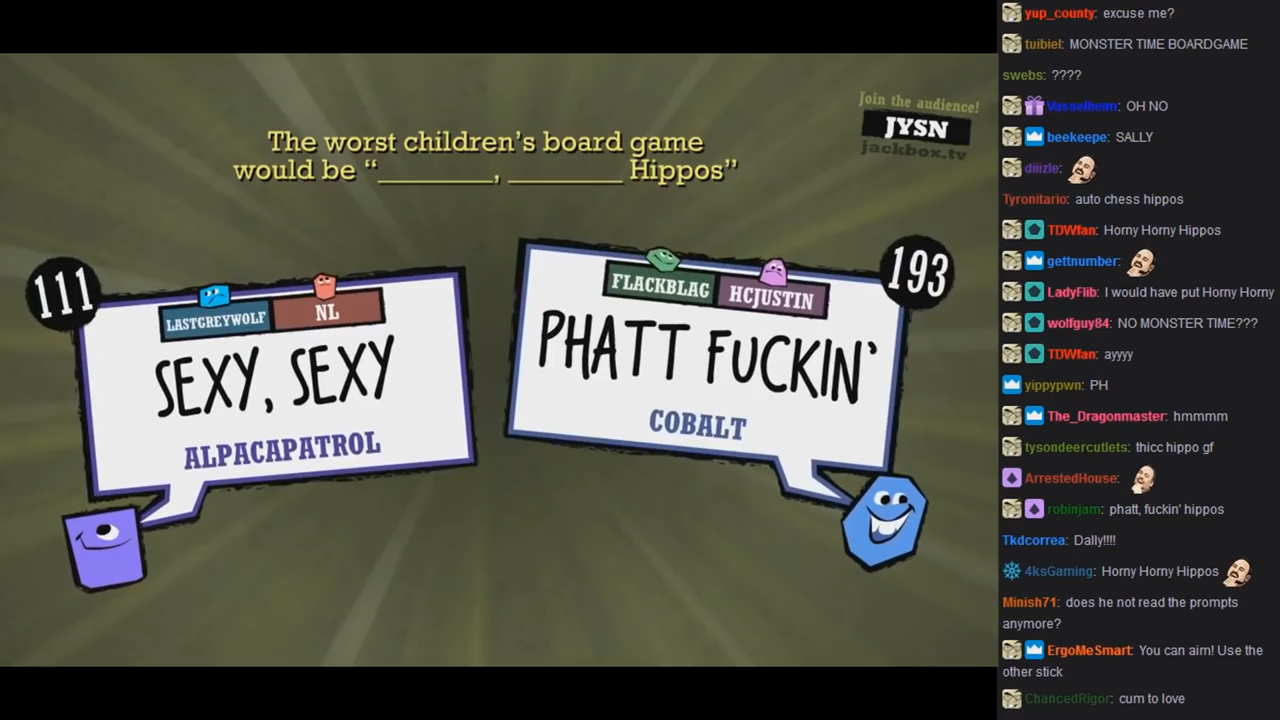 The worst children's board game
would be "________, ________ Hippos"
Join the audience!
JYSN
jackbox.tv
111
LASTGREYWOLF
NL
SEXY, SEXY
ALPACAPATROL
193
FLACKBLAG
HCJUSTIN
PHATT FUCKIN'
COBALT
yup_county: excuse me?
tuibiel: MONSTER TIME BOARDGAME
swebs: ????
Vasselheim: OH NO
beekeepe: SALLY
diiizle:
Tyronitario: auto chess hippos
TDWfan: Horny Horny Hippos
gettnumber:
LadyFlib: I would have put Horny Horny
wolfguy84: NO MONSTER TIME???
TDWfan: ayyyy
yippypwn: PH
The_Dragonmaster: hmmmm
tysondeercutlets: thicc hippo gf
ArrestedHouse:
robinjam: phatt, fuckin' hippos
Tkdcorrea: Dally!!!!
4ksGaming: Horny Horny Hippos
Minish71: does he not read the prompts
anymore?
ErgoMeSmart: You can aim! Use the
other stick
ChancedRigor: cum to love